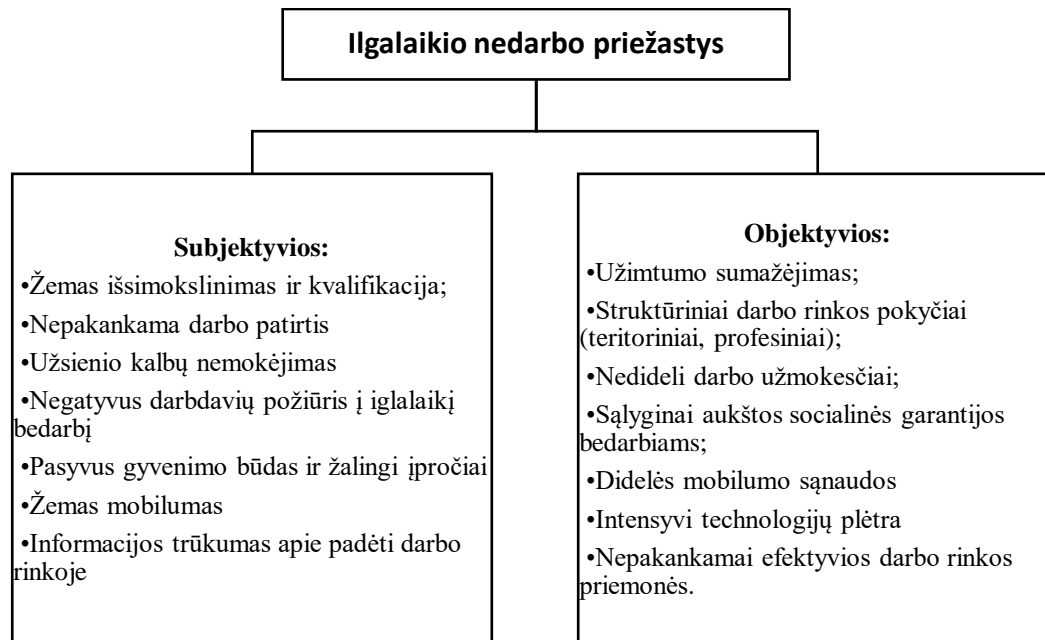 Ilgalaikio nedarbo priežastys
Subjektyvios:
•Žemas išsimokslinimas ir kvalifikacija;
•Nepakankama darbo patirtis
•Užsienio kalbų nemokėjimas
•Negatyvus darbdavių požiūris į iglalaikį
bedarbį
•Pasyvus gyvenimo būdas ir žalingi įpročiai
•Žemas mobilumas
•Informacijos trūkumas apie padėti darbo
rinkoje
Objektyvios:
•Užimtumo sumažėjimas;
•Struktūriniai darbo rinkos pokyčiai
(teritoriniai, profesiniai);
•Nedideli darbo užmokesčiai;
•Sąlyginai aukštos socialinės garantijos
bedarbiams;
•Didelės mobilumo sąnaudos
•Intensyvi technologijų plėtra
•Nepakankamai efektyvios darbo rinkos
priemonės.